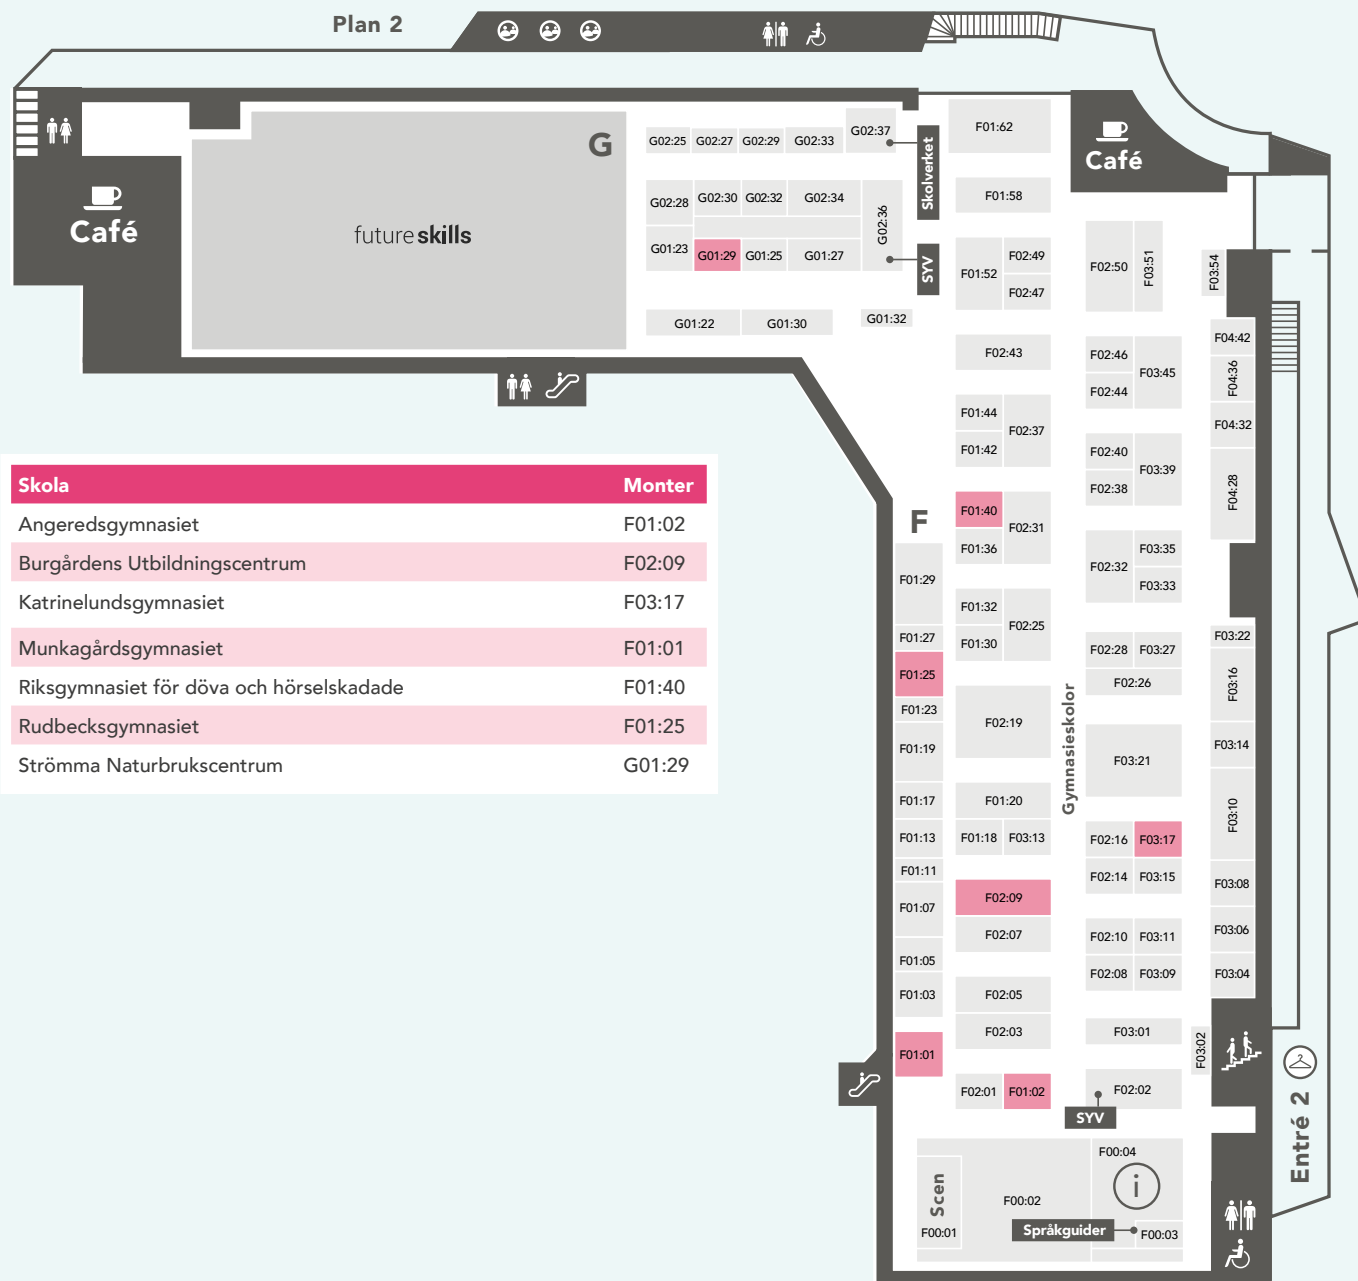 Plan 2
Café
G
future skills
G02:25 G02:27 G02:29 G02:33 G02:37
Skolverket
G02:28 G02:30 G02:32 G02:34 G02:36
G01:23 G01:29 G01:25 G01:27
SYV
G01:22 G01:30 G01:32
F01:62
Café
F01:58
F01:52 F02:49
F02:47
F02:50 F03:51 F03:54
F02:43
F02:46 F03:45
F02:44
F04:42
F04:36
F04:32
F04:28
F01:44 F02:37
F01:42
F02:40 F03:39
F02:38
Skola Monter
Angeredsgymnasiet F01:02
Burgårdens Utbildningscentrum F02:09
Katrinelundsgymnasiet F03:17
Munkagårdsgymnasiet F01:01
Riksgymnasiet för döva och hörselskadade F01:40
Rudbecksgymnasiet F01:25
Strömma Naturbrukscentrum G01:29
F
F01:40 F02:31
F01:36
F02:32 F03:35
F03:33
F01:29
F01:27
F01:25
F01:23
F01:19
F01:17
F01:13
F01:11
F01:07
F01:05
F01:03
F01:01
F01:32 F02:25
F01:30
F02:28 F03:27
F02:26
F03:22
F03:16
F03:14
F03:10
F03:08
F03:06
F03:04
F02:19
Gymnasieskolor
F03:21
F01:20
F01:18 F03:13
F02:16 F03:17
F02:14 F03:15
F02:09
F02:07
F02:10 F03:11
F02:08 F03:09
F02:05
F02:03
F03:01
F03:02
F02:01 F01:02
F02:02
SYV
Entré 2
F00:04
i
Scen
F00:01
F00:02
Språkguider
F00:03